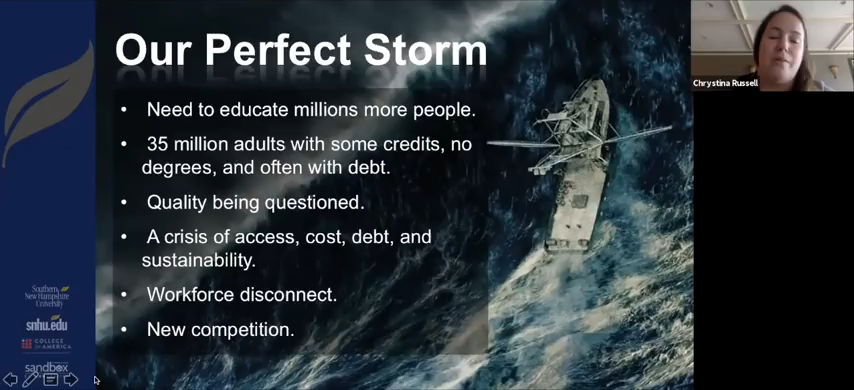 Our Perfect Storm
• Need to educate millions more people.
• 35 million adults with some credits, no
degrees, and often with debt.
• Quality being questioned.
• A crisis of access, cost, debt, and
sustainability.
• Workforce disconnect.
• New competition.
Chrystina Russell
Southern
New Hampshire
University
snhu.edu
COLLEGE
for AMERICA
sandbox